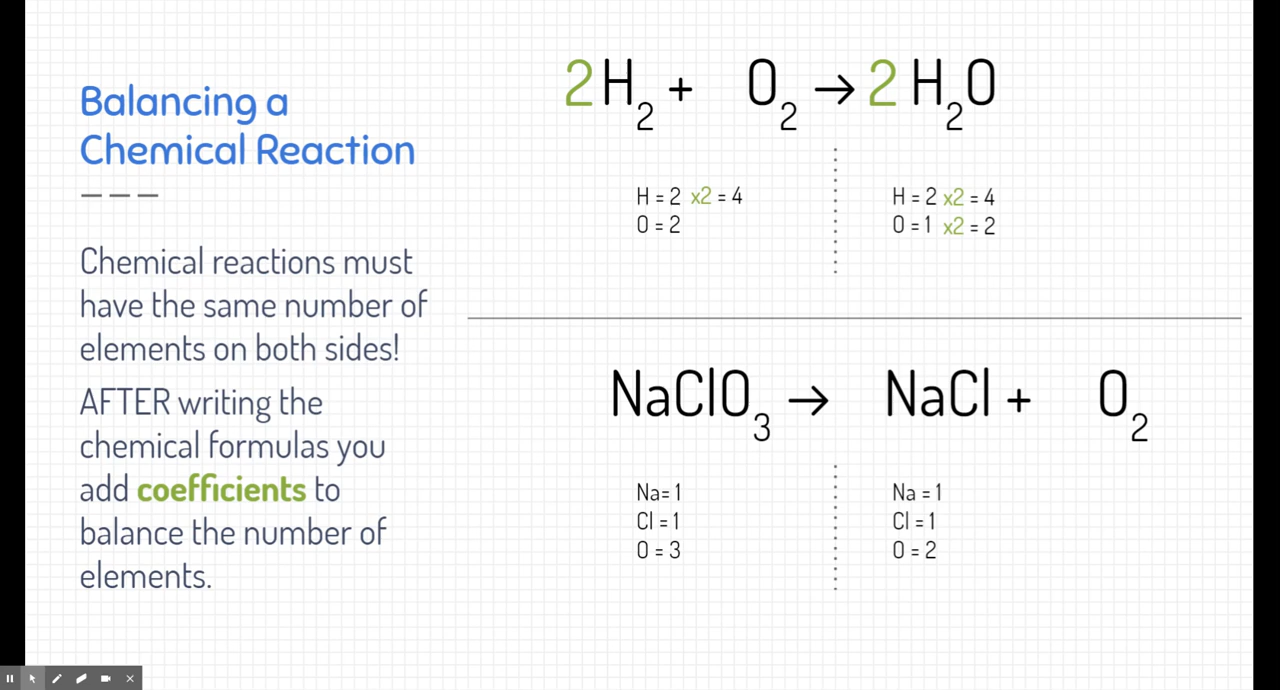 Balancing a
Chemical Reaction
Chemical reactions must
have the same number of
elements on both sides!
AFTER writing the
chemical formulas you
add coefficients to
balance the number of
elements.
2H₂ + O₂ → 2 H₂O
H = 2 x2 = 4
O = 2
H = 2 x2 = 4
O = 1 x2 = 2
NaClO₃ → NaCl + O₂
Na= 1
Cl = 1
O = 3
Na = 1
Cl = 1
O = 2